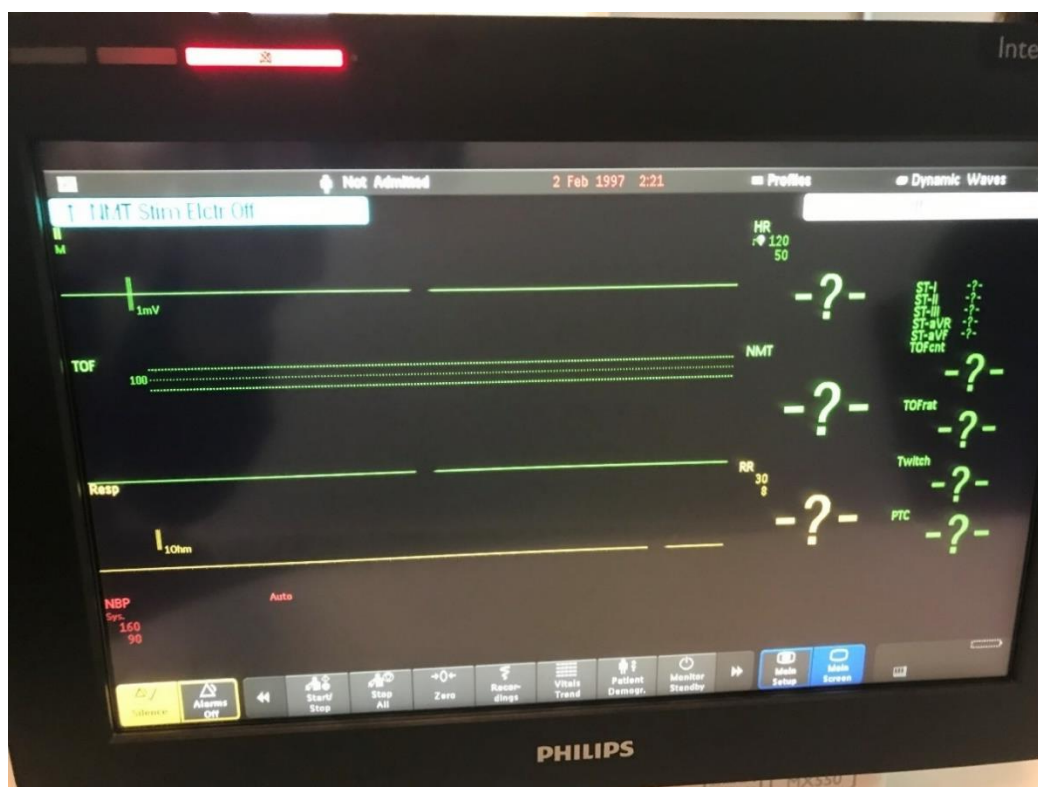 Inte
Not Admitted 2 Feb 1997 2:21 Profiles Dynamic Waves
NMT Stim Elctr Off
M
HR
120
50
1mV
-?-
ST-I -?-
ST-II -?-
ST-III -?-
ST-aVR -?-
ST-aVF -?-
TOFcnt
-?-
TOF
100
NMT
-?-
TOFrat
-?-
Twitch
-?-
Resp
RR
30
8
-?-
PTC
-?-
1Ohm
NBP
Sys.
160
90
Auto
Silence
Alarms
Off
Start/
Stop
Stop
All
→0←
Zero
Recor-
dings
Vitals
Trend
Patient
Demogr.
Monitor
Standby
Main
Setup
Main
Screen
PHILIPS
MX550